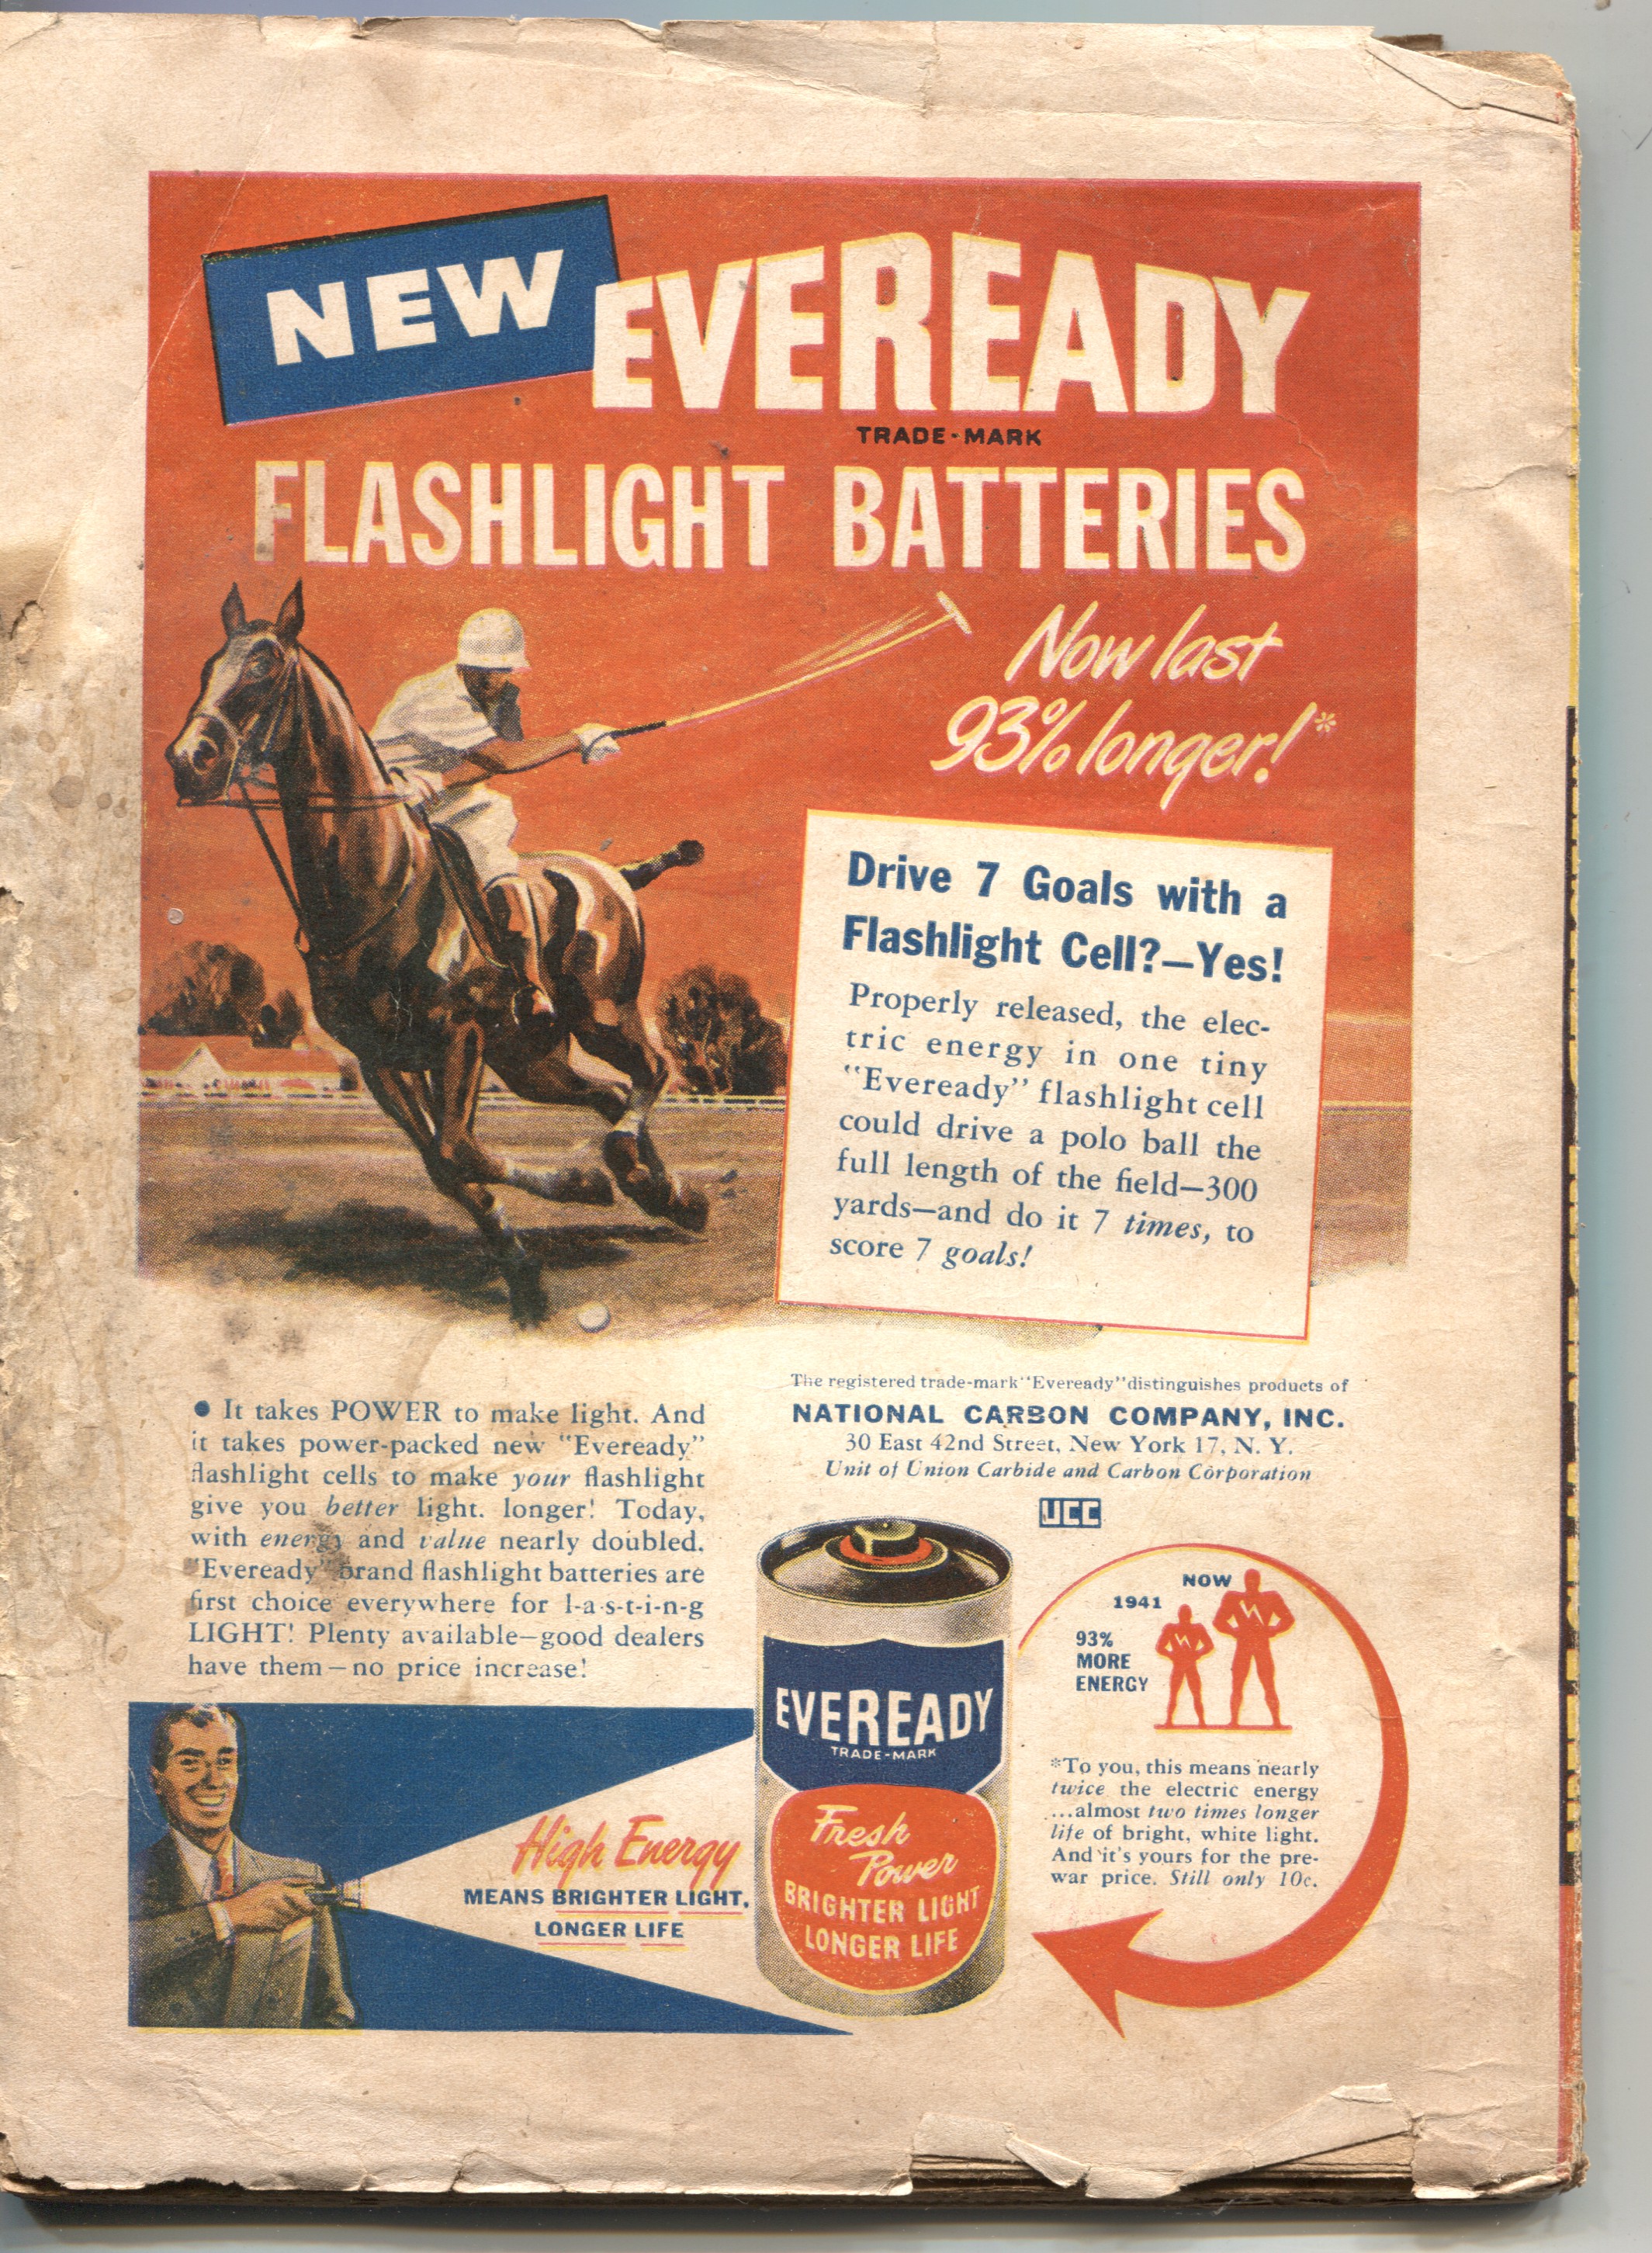 NEW EVEREADY
TRADE-MARK
FLASHLIGHT BATTERIES
Now last
93% longer!*
Drive 7 Goals with a
Flashlight Cell?—Yes!
Properly released, the elec-
tric energy in one tiny
"Eveready" flashlight cell
could drive a polo ball the
full length of the field—300
yards—and do it 7 times, to
score 7 goals!
● It takes POWER to make light. And
it takes power-packed new "Eveready"
flashlight cells to make your flashlight
give you better light. longer! Today,
with energy and value nearly doubled.
"Eveready" brand flashlight batteries are
first choice everywhere for l-a-s-t-i-n-g
LIGHT! Plenty available—good dealers
have them—no price increase!
The registered trade-mark "Eveready" distinguishes products of
NATIONAL CARBON COMPANY, INC.
30 East 42nd Street, New York 17, N. Y.
Unit of Union Carbide and Carbon Corporation
UCC
High Energy
MEANS BRIGHTER LIGHT,
LONGER LIFE
EVEREADY
TRADE-MARK
Fresh
Power
BRIGHTER LIGHT
LONGER LIFE
NOW
1941
93%
MORE
ENERGY
*To you, this means nearly
twice the electric energy
...almost two times longer
life of bright, white light.
And it's yours for the pre-
war price. Still only 10c.